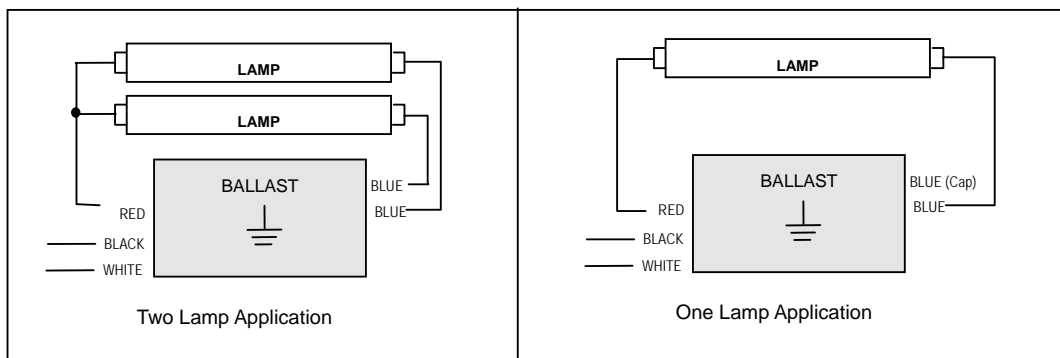 LAMP
LAMP
BALLAST
BLUE
BLUE
RED
BLACK
WHITE
Two Lamp Application
LAMP
BALLAST
BLUE (Cap)
BLUE
RED
BLACK
WHITE
One Lamp Application